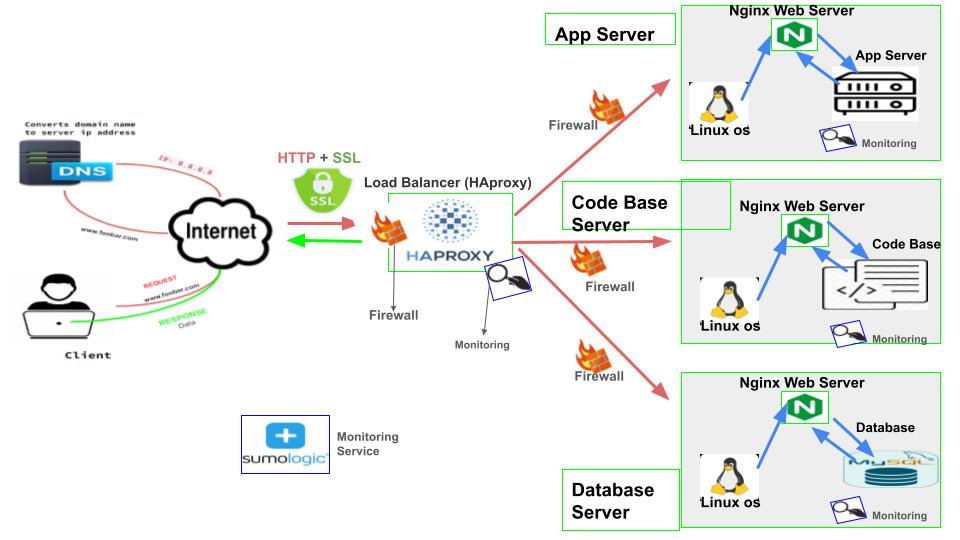 Converts domain name
to server ip address
DNS
IP: 8.8.8.8
www.foobar.com
Internet
REQUEST
www.foobar.com
RESPONSE
Data
Client
HTTP + SSL
SSL
Load Balancer (HAproxy)
HAPROXY
Firewall
Monitoring
sumologic
Monitoring
Service
Firewall
Firewall
Firewall
App Server
Nginx Web Server
N
App Server
Linux os
Monitoring
Code Base
Server
Nginx Web Server
N
Code Base
</>
Linux os
Monitoring
Database
Server
Nginx Web Server
N
Database
MySQL
Linux os
Monitoring